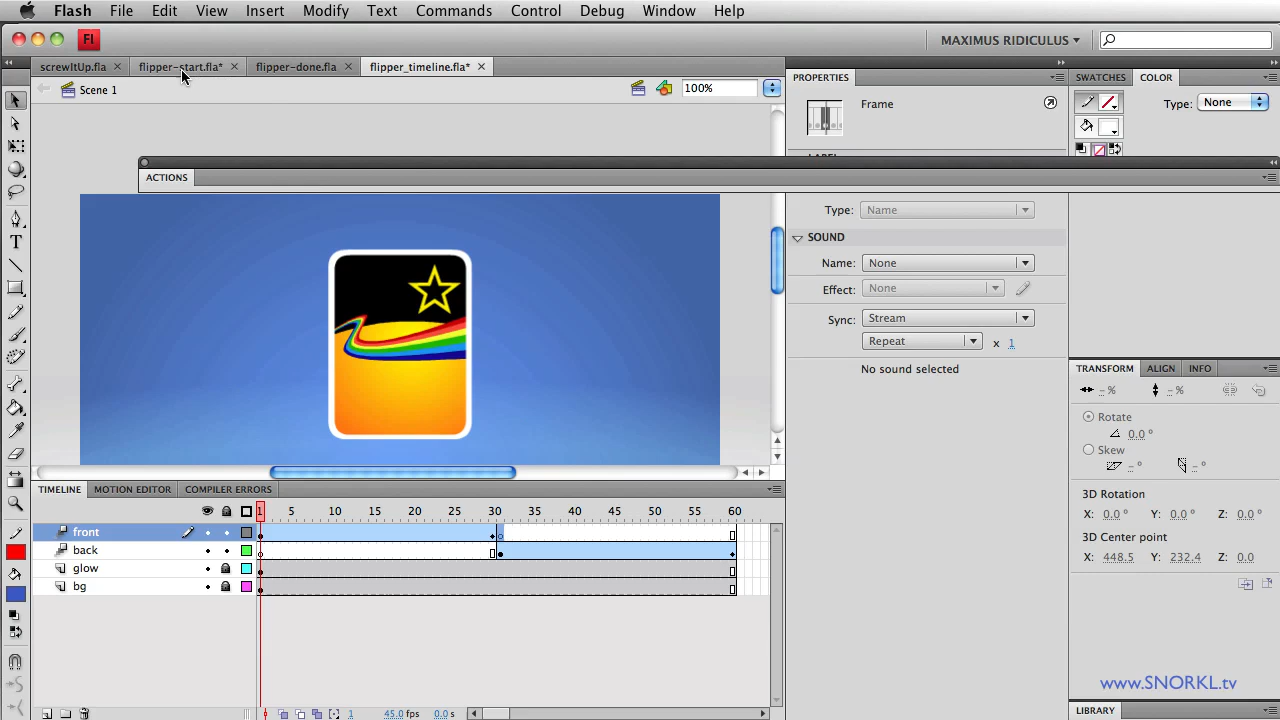 Flash File Edit View Insert Modify Text Commands Control Debug Window Help
Fl MAXIMUS RIDICULUS
screwItUp.fla flipper-start.fla* flipper-done.fla flipper_timeline.fla*
Scene 1 100%
PROPERTIES
Frame
SWATCHES COLOR
Type: None
ACTIONS
Type: Name
SOUND
Name: None
Effect: None
Sync: Stream
Repeat x 1
No sound selected
TRANSFORM ALIGN INFO
- % - %
Rotate
0.0 °
Skew
- ° - °
3D Rotation
X: 0.0 ° Y: 0.0 ° Z: 0.0 °
3D Center point
X: 448.5 Y: 232.4 Z: 0.0
TIMELINE MOTION EDITOR COMPILER ERRORS
1 5 10 15 20 25 30 35 40 45 50 55 60
front
back
glow
bg
1 45.0 fps 0.0 s
www.SNORKL.tv
LIBRARY